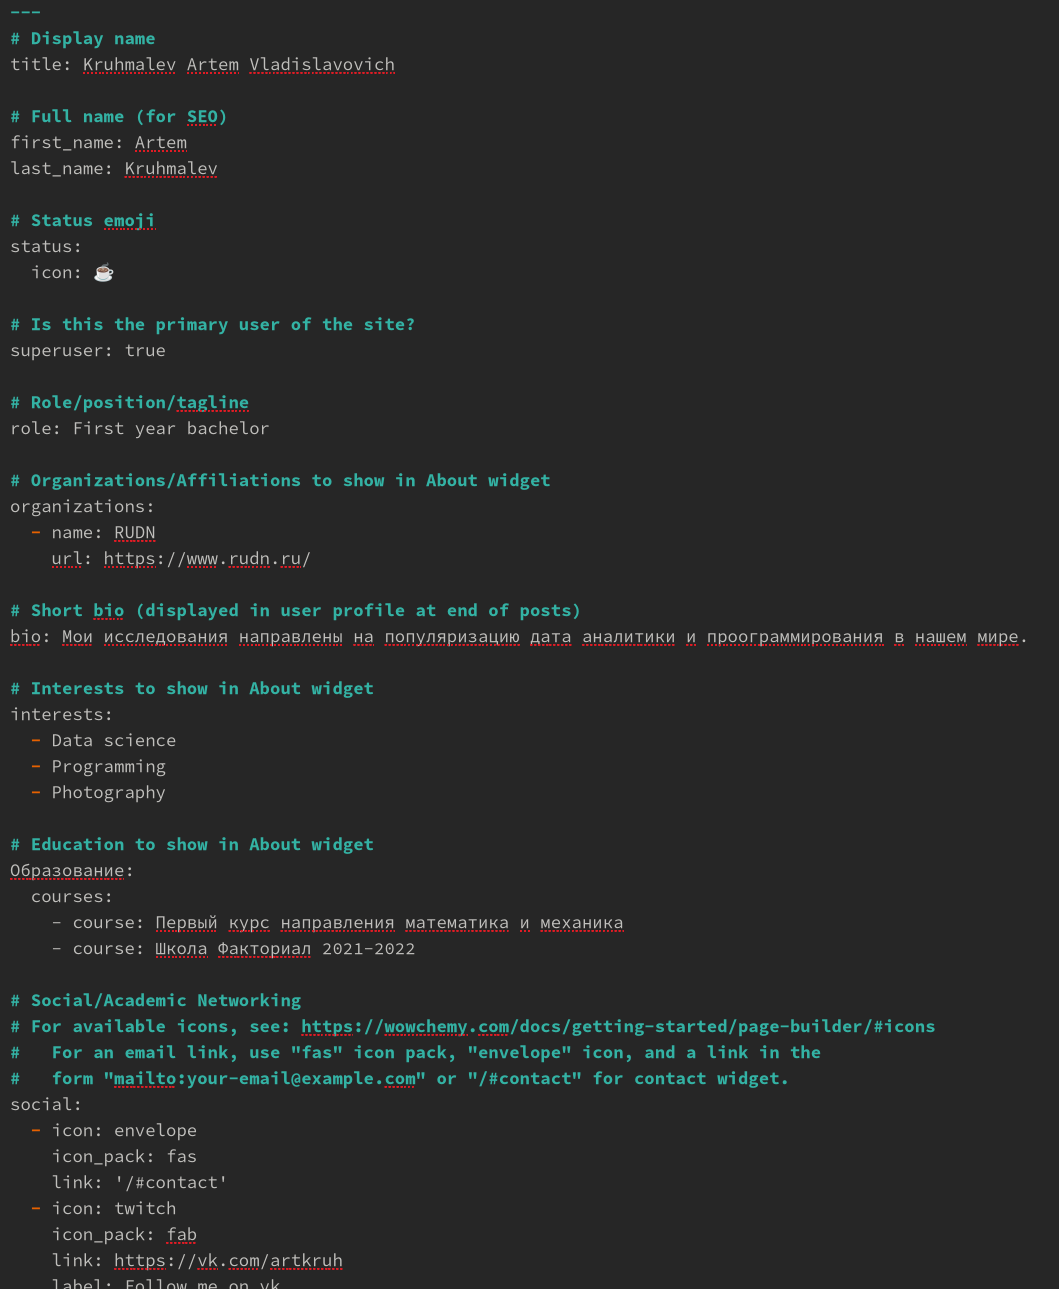 ---
# Display name
title: Kruhmalev Artem Vladislavovich
# Full name (for SEO)
first_name: Artem
last_name: Kruhmalev
# Status emoji
status:
  icon: ☕
# Is this the primary user of the site?
superuser: true
# Role/position/tagline
role: First year bachelor
# Organizations/Affiliations to show in About widget
organizations:
  - name: RUDN
    url: https://www.rudn.ru/
# Short bio (displayed in user profile at end of posts)
bio: Мои исследования направлены на популяризацию дата аналитики и проограммирования в нашем мире.
# Interests to show in About widget
interests:
  - Data science
  - Programming
  - Photography
# Education to show in About widget
Образование:
  courses:
    - course: Первый курс направления математика и механика
    - course: Школа Факториал 2021-2022
# Social/Academic Networking
# For available icons, see: https://wowchemy.com/docs/getting-started/page-builder/#icons
#   For an email link, use "fas" icon pack, "envelope" icon, and a link in the
#   form "mailto:your-email@example.com" or "/#contact" for contact widget.
social:
  - icon: envelope
    icon_pack: fas
    link: '/#contact'
  - icon: twitch
    icon_pack: fab
    link: https://vk.com/artkruh
    label: Follow me on vk